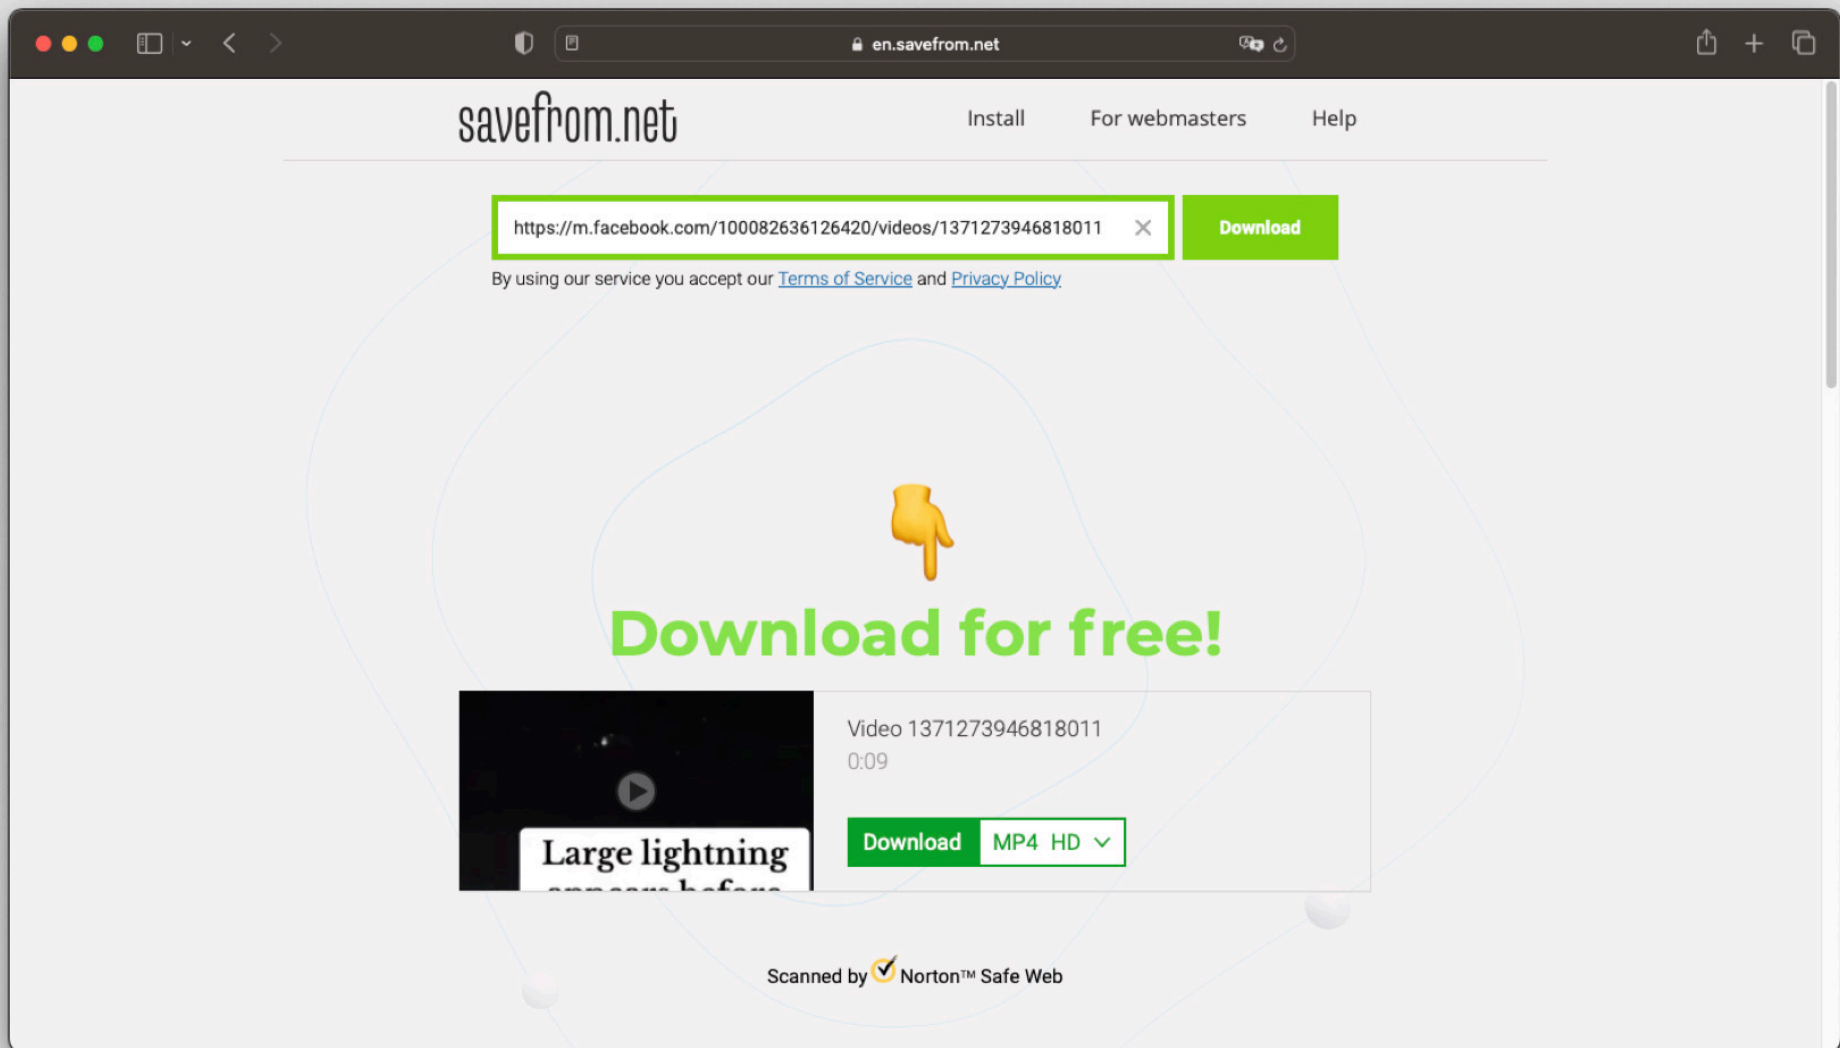 en.savefrom.net
savefrom.net
Install For webmasters Help
https://m.facebook.com/100082636126420/videos/1371273946818011
Download
By using our service you accept our Terms of Service and Privacy Policy
Download for free!
Video 1371273946818011
0:09
Download MP4 HD
Large lightning
appears before
Scanned by Norton™ Safe Web